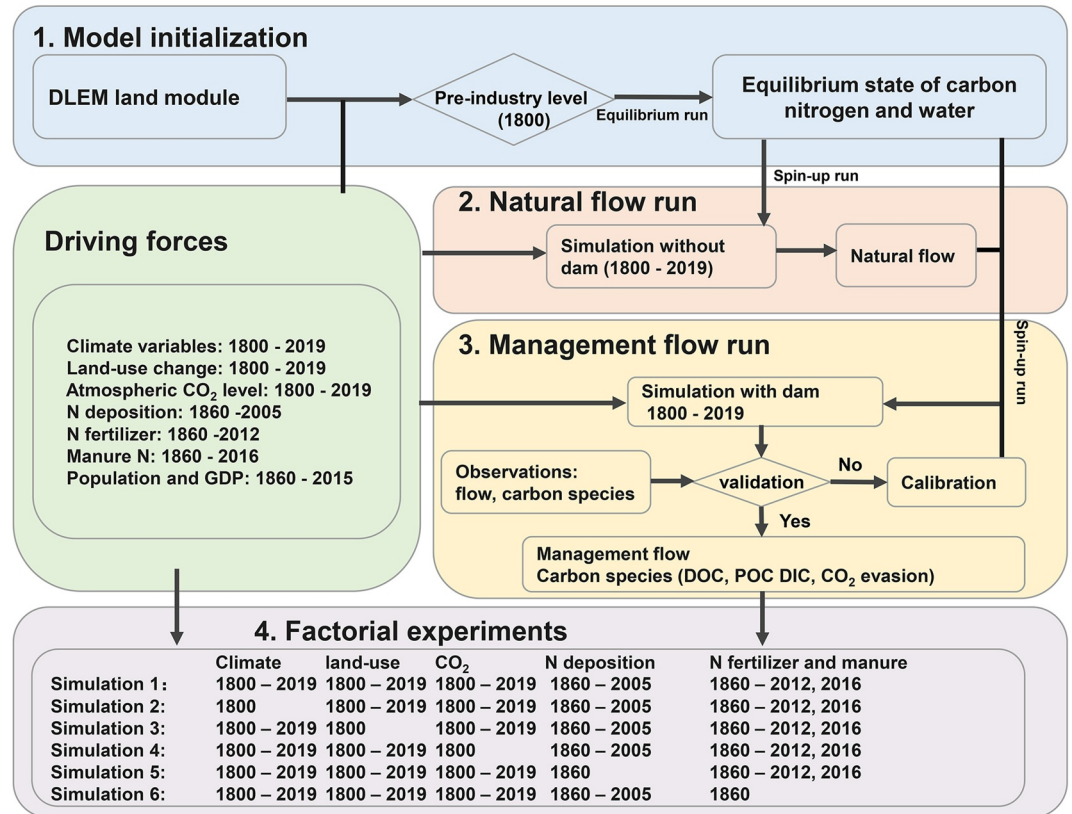 1. Model initialization
DLEM land module
Pre-industry level
(1800)
Equilibrium run
Equilibrium state of carbon
nitrogen and water
Spin-up run
Driving forces
Climate variables: 1800 - 2019
Land-use change: 1800 - 2019
Atmospheric CO₂ level: 1800 - 2019
N deposition: 1860 -2005
N fertilizer: 1860 -2012
Manure N: 1860 - 2016
Population and GDP: 1860 - 2015
2. Natural flow run
Simulation without
dam (1800 - 2019)
Natural flow
3. Management flow run
Spin-up run
Simulation with dam
1800 - 2019
Observations:
flow, carbon species
validation
No
Calibration
Yes
Management flow
Carbon species (DOC, POC DIC, CO₂ evasion)
4. Factorial experiments
Climate land-use CO₂ N deposition N fertilizer and manure
Simulation 1: 1800 – 2019 1800 – 2019 1800 – 2019 1860 – 2005 1860 – 2012, 2016
Simulation 2: 1800 1800 – 2019 1800 – 2019 1860 – 2005 1860 – 2012, 2016
Simulation 3: 1800 – 2019 1800 1800 – 2019 1860 – 2005 1860 – 2012, 2016
Simulation 4: 1800 – 2019 1800 – 2019 1800 1860 – 2005 1860 – 2012, 2016
Simulation 5: 1800 – 2019 1800 – 2019 1800 – 2019 1860 1860 – 2012, 2016
Simulation 6: 1800 – 2019 1800 – 2019 1800 – 2019 1860 – 2005 1860